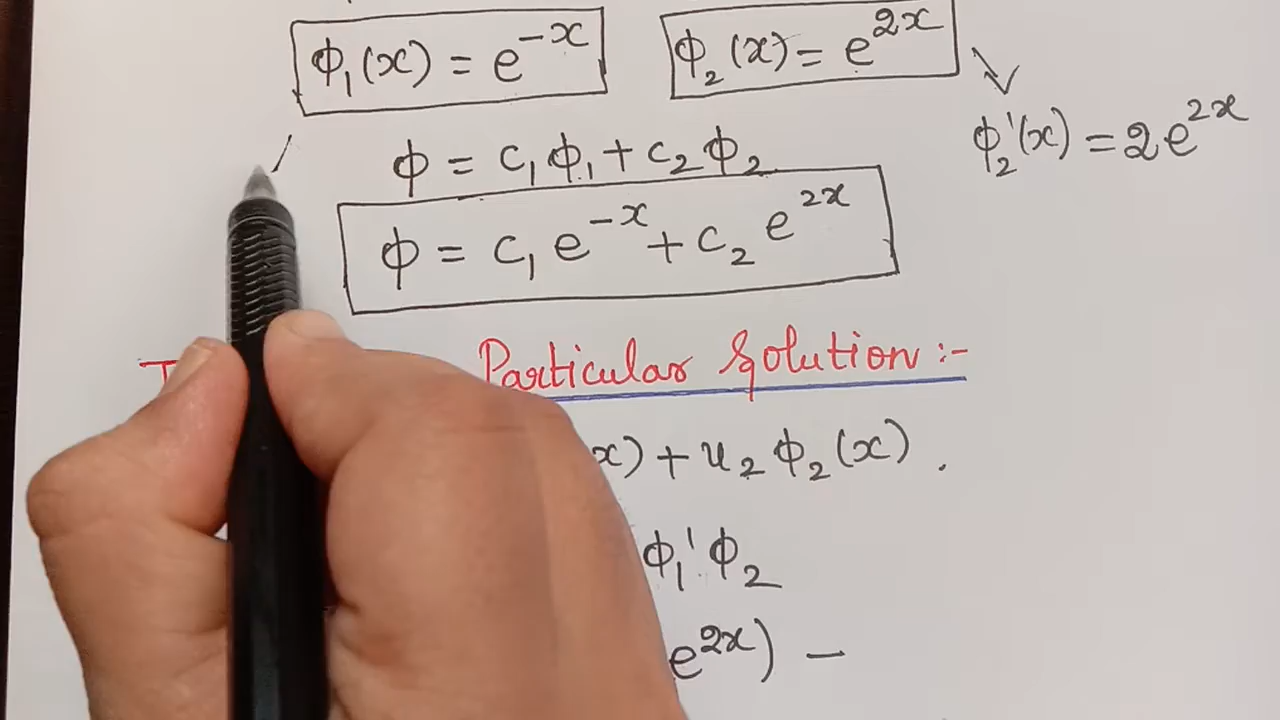 ϕ₁(x) = e^{-x} ϕ₂(x) = e^{2x}
ϕ₂'(x) = 2e^{2x}
ϕ = c₁ϕ₁ + c₂ϕ₂
ϕ = c₁e^{-x} + c₂e^{2x}
Particular Solution :-
x) + u₂ϕ₂(x).
ϕ₁'ϕ₂
e^{2x}) −